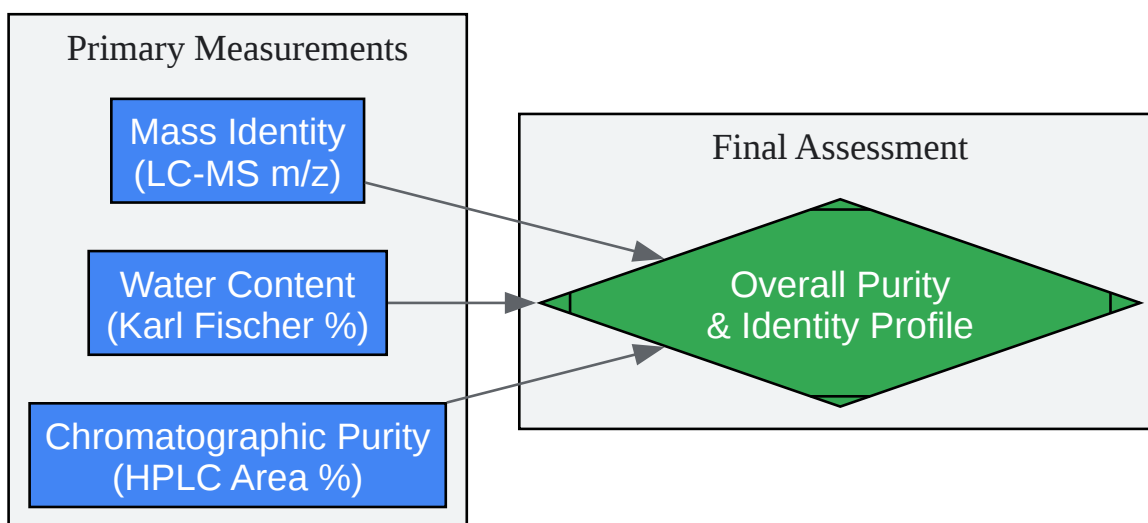 Primary Measurements
Mass Identity
(LC-MS m/z)
Water Content
(Karl Fischer %)
Chromatographic Purity
(HPLC Area %)
Final Assessment
Overall Purity
& Identity Profile